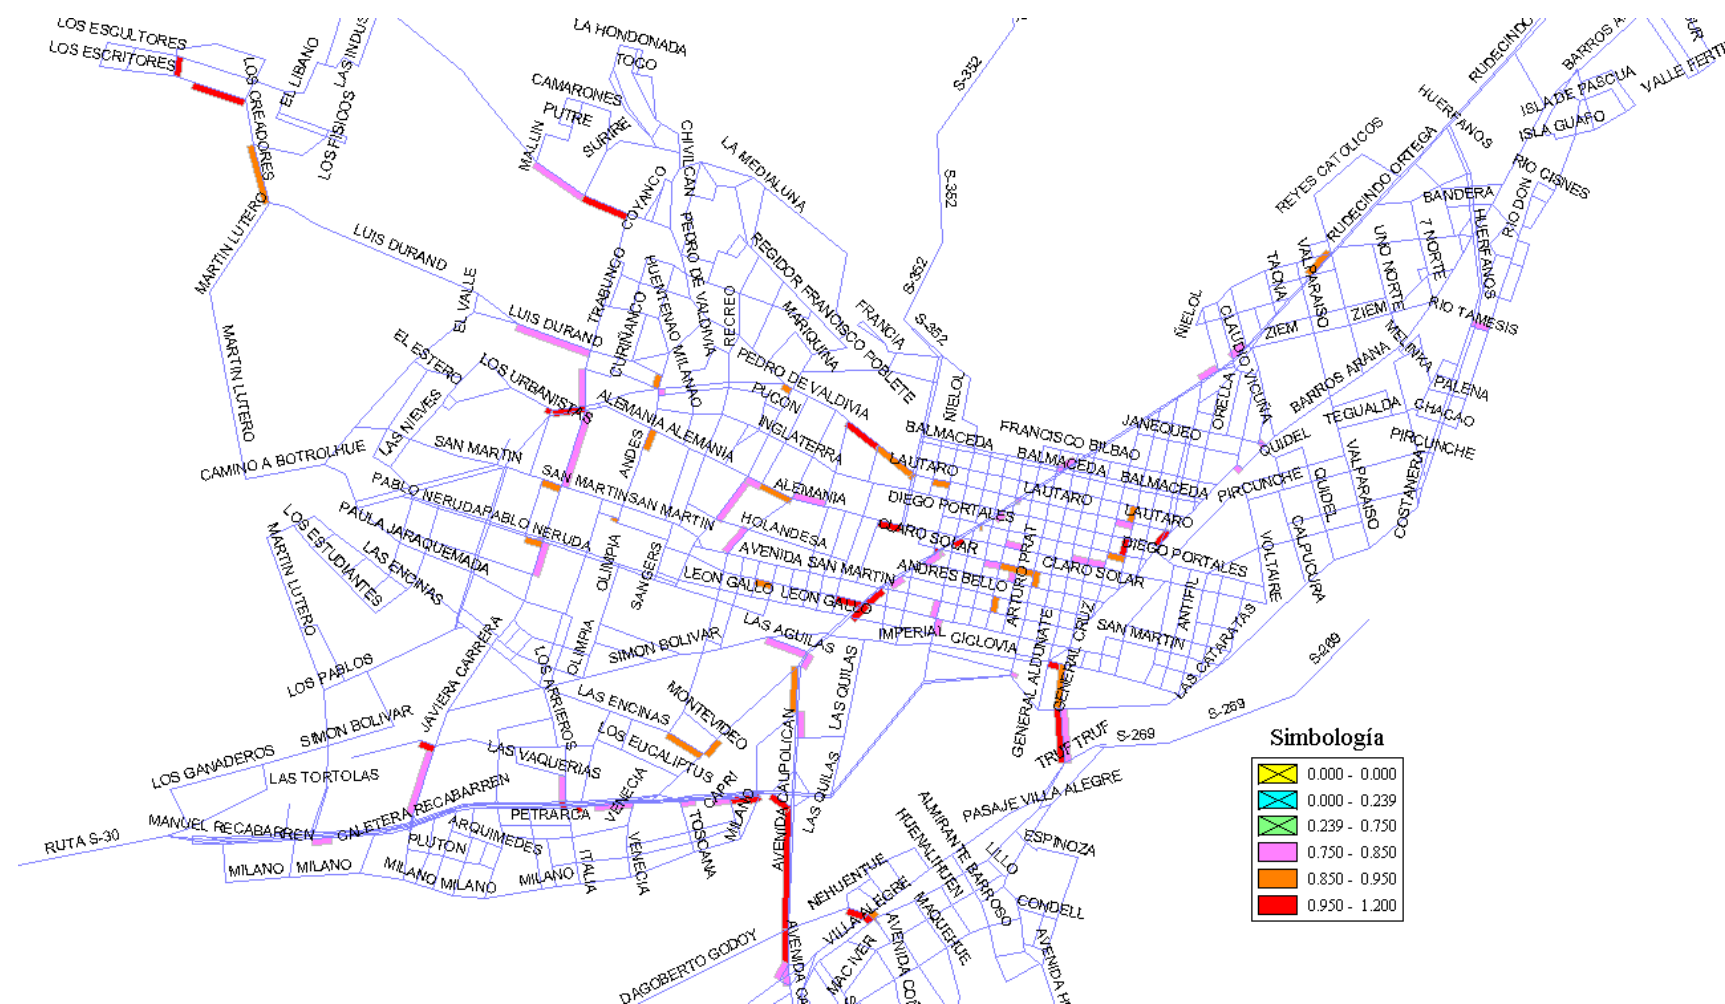 LOS ESCULTORES
LOS ESCRITORES
LOS CREADORES
EL LIBANO
LAS INDUS
LOS FISICOS
LA HONDONADA
TOCO
CAMARONES
PUTRE
SURIRE
MALLIN
COYANCO
CHIVILCAN
LA MEDIALUNA
S-352
S-352
S-352
S-352
RUDECINDO
BARROS A
VALLE FERTI
ISLA DE PASCUA
ISLA GUAFO
HUERFANOS
REYES CATOLICOS
RUDECINDO ORTEGA
RIO CISNES
BANDERA
RIO DON
HUERFANOS
7 NORTE
UNO NORTE
VALPARAISO
TACNA
MARTIN LUTERO
LUIS DURAND
EL VALLE
TRABUNCO
PUENTENAO
PEDRO DE VALDIVIA
REGIDOR FRANCISCO POBLETE
RECREO
CURINANCO
MILANAO
MARIQUINA
FRANCIA
ÑIELOL
CLAUDIO VICUÑA
ZIEM
ZIEM
RIO TAMESIS
MELINKA
LUIS DURAND
EL ESTERO
LOS URBANISTAS
LAS NIEVES
MARTIN LUTERO
PEDRO DE VALDIVIA
PUCON
INGLATERRA
ÑIELOL
ORELLA
BARROS ARANA
PALENA
TEGUALDA
CHACAO
ALEMANIA
ALEMANIA
ANDES
BALMACEDA
FRANCISCO BILBAO
JANEQUEO
QUIDEL
PIRCUNCHE
CAMINO A BOTROLHUE
SAN MARTIN
LAUTARO
BALMACEDA
BALMACEDA
PIRCUNCHE
QUIDEL
VALPARAISO
COSTANERA
SAN MARTIN
SAN MARTIN
ALEMANIA
DIEGO PORTALES
LAUTARO
LAUTARO
PABLO NERUDA
PABLO NERUDA
PAULA JARAQUEMADA
LOS ESTUDIANTES
LAS ENCINAS
HOLANDESA
CLARO SOLAR
DIEGO PORTALES
VOLTAIRE
CALPUCURA
OLIMPIA
SANGERS
AVENIDA SAN MARTIN
ANDRES BELLO
ARTURO PRAT
CLARO SOLAR
LEON GALLO
LEON GALLO
ANTIFIL
MARTIN LUTERO
LAS AGUILAS
IMPERIAL
CICLOVIA
GENERAL ALDUNATE
GENERAL CRUZ
SAN MARTIN
LAS CATARATAS
S-269
OLIMPIA
SIMON BOLIVAR
JAVIERA CARRERA
LOS PABLOS
LOS ARRIEROS
LAS ENCINAS
MONTEVIDEO
LAS QUILAS
TRUF TRUF
S-269
S-269
SIMON BOLIVAR
LOS GANADEROS
LAS TORTOLAS
LAS VAQUERIAS
LOS EUCALIPTUS
CAPRI
AVENIDA CAUPOLICAN
LAS QUILAS
CALETERA RECABARREN
MANUEL RECABARREN
RUTA S-30
PETRARCA
VENECIA
TOSCANA
MILANO
ARQUIMEDES
PLUTON
MILANO
MILANO
MILANO
MILANO
MILANO
ITALIA
VENECIA
PASAJE VILLA ALEGRE
ALMIRANTE BARROSO
HUENALIHUEN
ESPINOZA
LILLO
CONDELL
NEHUENTUE
VILLA ALEGRE
MAQUEHUE
MAC IVER
DAGOBERTO GODOY
Simbología
0.000 - 0.000
0.000 - 0.239
0.239 - 0.750
0.750 - 0.850
0.850 - 0.950
0.950 - 1.200